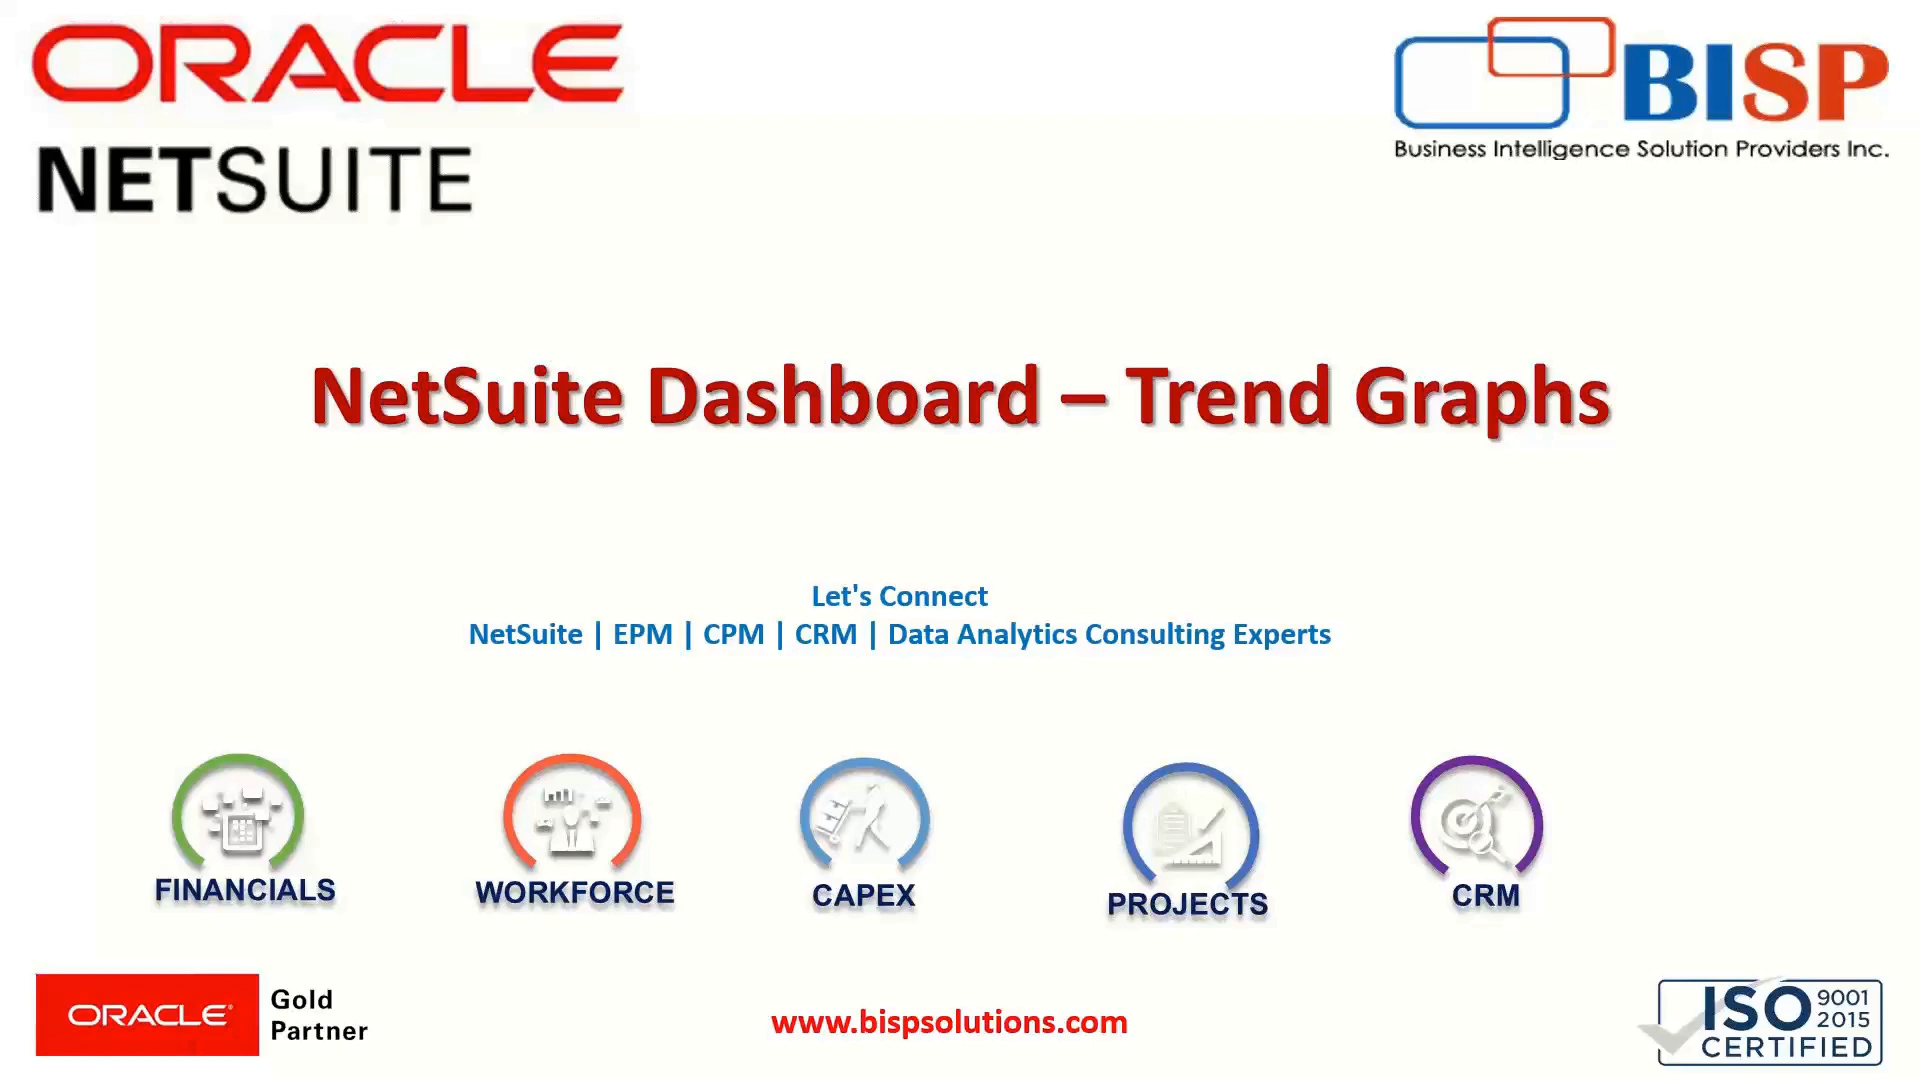 ORACLE
NETSUITE
BISP
Business Intelligence Solution Providers Inc.
NetSuite Dashboard – Trend Graphs
Let's Connect
NetSuite | EPM | CPM | CRM | Data Analytics Consulting Experts
FINANCIALS
WORKFORCE
CAPEX
PROJECTS
CRM
ORACLE®
Gold
Partner
www.bispsolutions.com
ISO 9001
2015
CERTIFIED